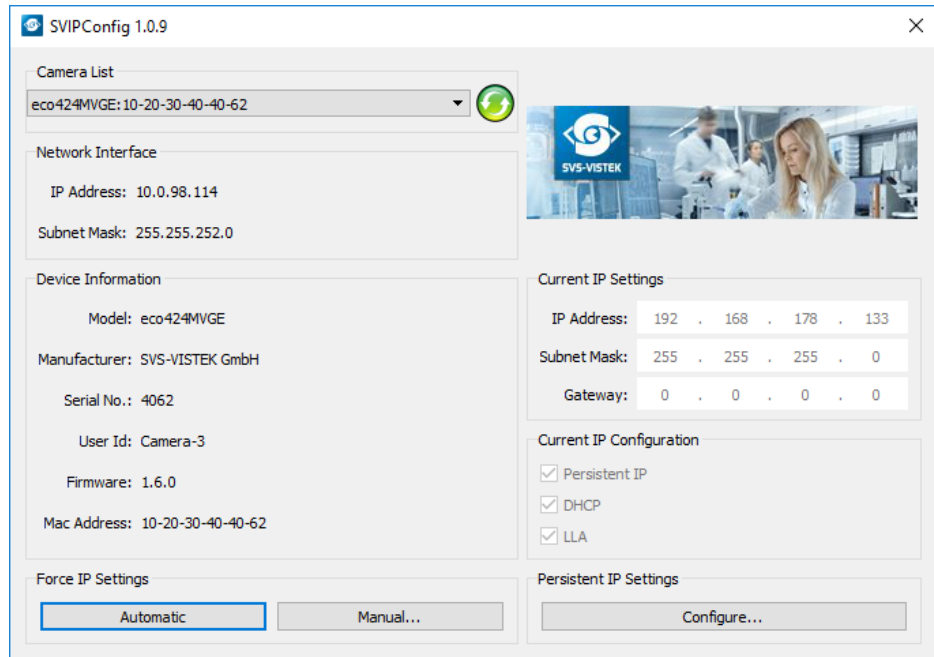 SVIPConfig 1.0.9
Camera List
eco424MVGE:10-20-30-40-40-62
SVS-VISTEK
Network Interface
IP Address: 10.0.98.114
Subnet Mask: 255.255.252.0
Device Information
Model: eco424MVGE
Manufacturer: SVS-VISTEK GmbH
Serial No.: 4062
User Id: Camera-3
Firmware: 1.6.0
Mac Address: 10-20-30-40-40-62
Current IP Settings
IP Address: 192 . 168 . 178 . 133
Subnet Mask: 255 . 255 . 255 . 0
Gateway: 0 . 0 . 0 . 0
Current IP Configuration
Persistent IP
DHCP
LLA
Force IP Settings
Automatic
Manual...
Persistent IP Settings
Configure...